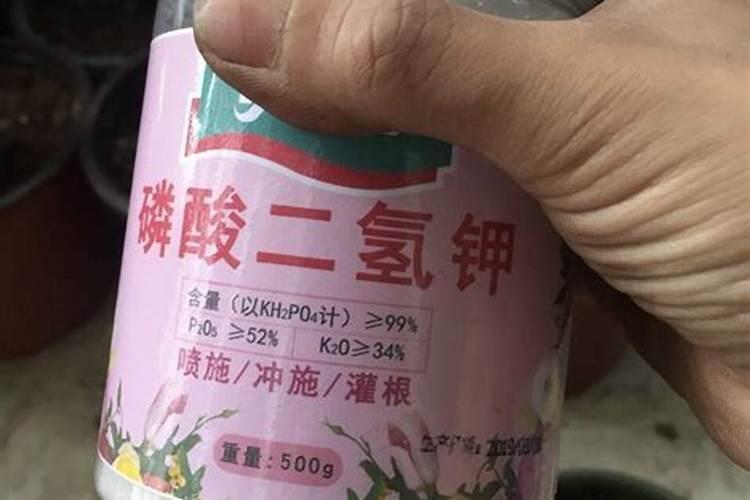 磷酸二氢钾
含量（以KH₂PO₄计）≥99%
P₂O₅ ≥52% K₂O≥34%
喷施/冲施/灌根
重量：500g